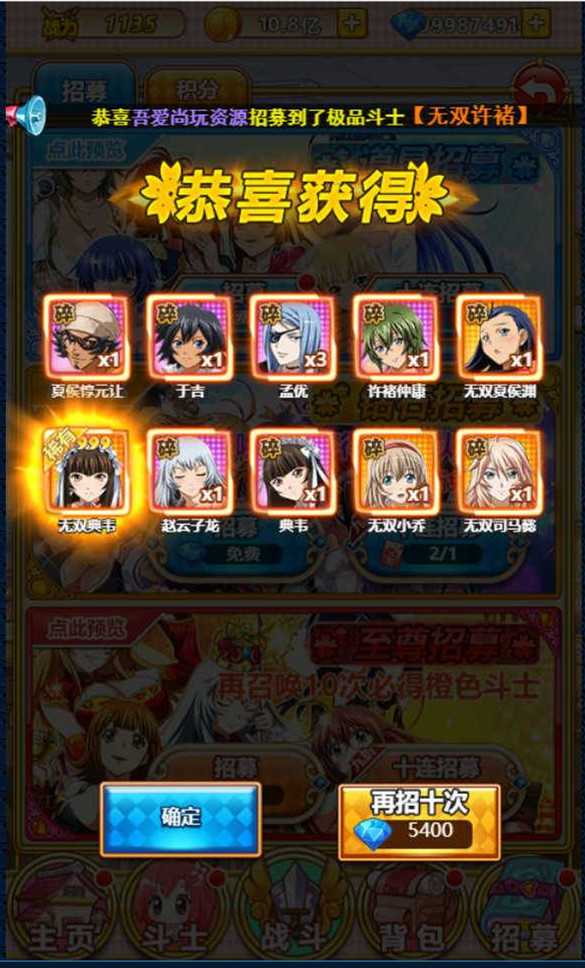 战力 1135 10.8亿
招募 积分
恭喜吾爱尚玩资源招募到了极品斗士【无双许褚】
点此预览
恭喜获得
碎 x1 碎 x1 碎 x3 碎 x1 碎 x1
夏侯惇元让 于吉 孟优 许褚仲康 无双夏侯渊
稀有 碎 x1 碎 x1 碎 x1 碎 x1
无双典韦 赵云子龙 典韦 无双小乔 无双司马懿
招募
免费 2/1
点此预览 至尊招募
再召唤10次必得橙色斗士
招募 十连招募
确定 再招十次
5400
主页 斗士 战斗 背包 招募